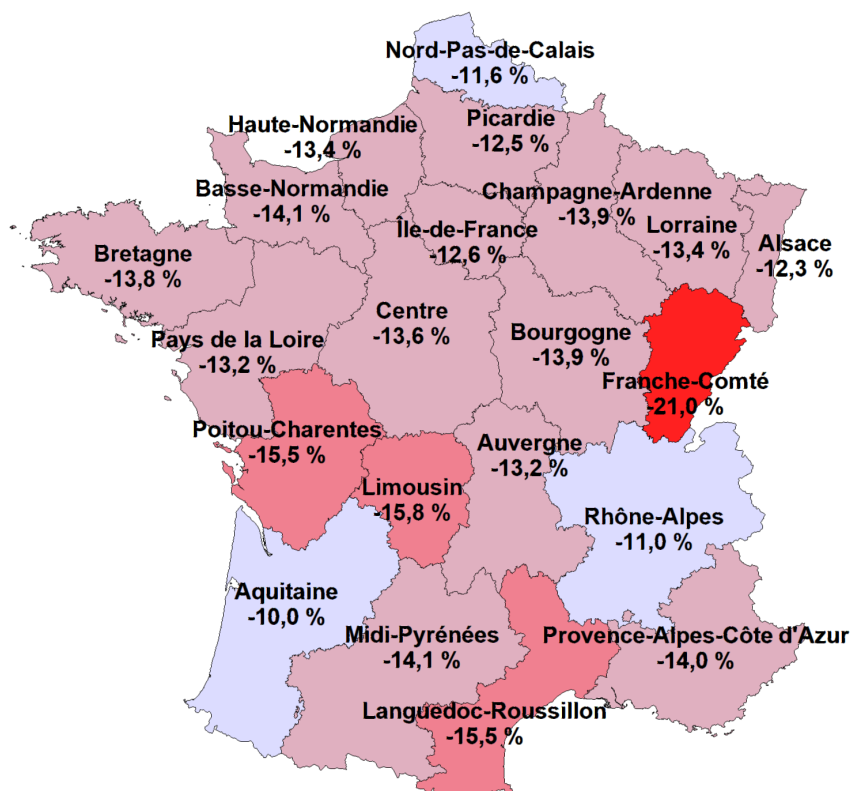 Nord-Pas-de-Calais
-11,6 %
Haute-Normandie
-13,4 %
Picardie
-12,5 %
Basse-Normandie
-14,1 %
Champagne-Ardenne
-13,9 %
Île-de-France
-12,6 %
Lorraine
-13,4 %
Alsace
-12,3 %
Bretagne
-13,8 %
Centre
-13,6 %
Bourgogne
-13,9 %
Pays de la Loire
-13,2 %
Franche-Comté
-21,0 %
Poitou-Charentes
-15,5 %
Auvergne
-13,2 %
Limousin
-15,8 %
Rhône-Alpes
-11,0 %
Aquitaine
-10,0 %
Midi-Pyrénées
-14,1 %
Provence-Alpes-Côte d'Azur
-14,0 %
Languedoc-Roussillon
-15,5 %